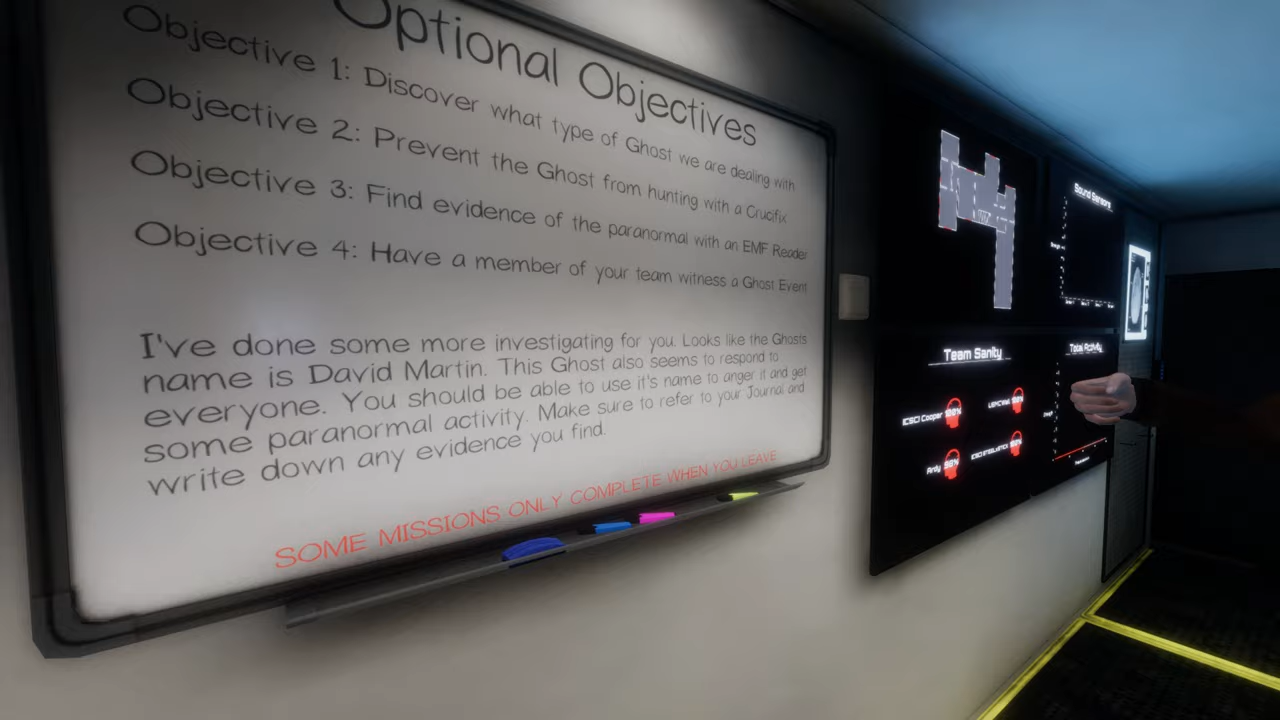 Optional Objectives
Objective 1: Discover what type of Ghost we are dealing with
Objective 2: Prevent the Ghost from hunting with a Crucifix
Objective 3: Find evidence of the paranormal with an EMF Reader
Objective 4: Have a member of your team witness a Ghost Event
I've done some more investigating for you. Looks like the Ghosts
name is David Martin. This Ghost also seems to respond to
everyone. You should be able to use it's name to anger it and get
some paranormal activity. Make sure to refer to your Journal and
write down any evidence you find.
SOME MISSIONS ONLY COMPLETE WHEN YOU LEAVE
Sound Sensors
Team Sanity
Total Activity
Cooper 100%
100%
Ardy